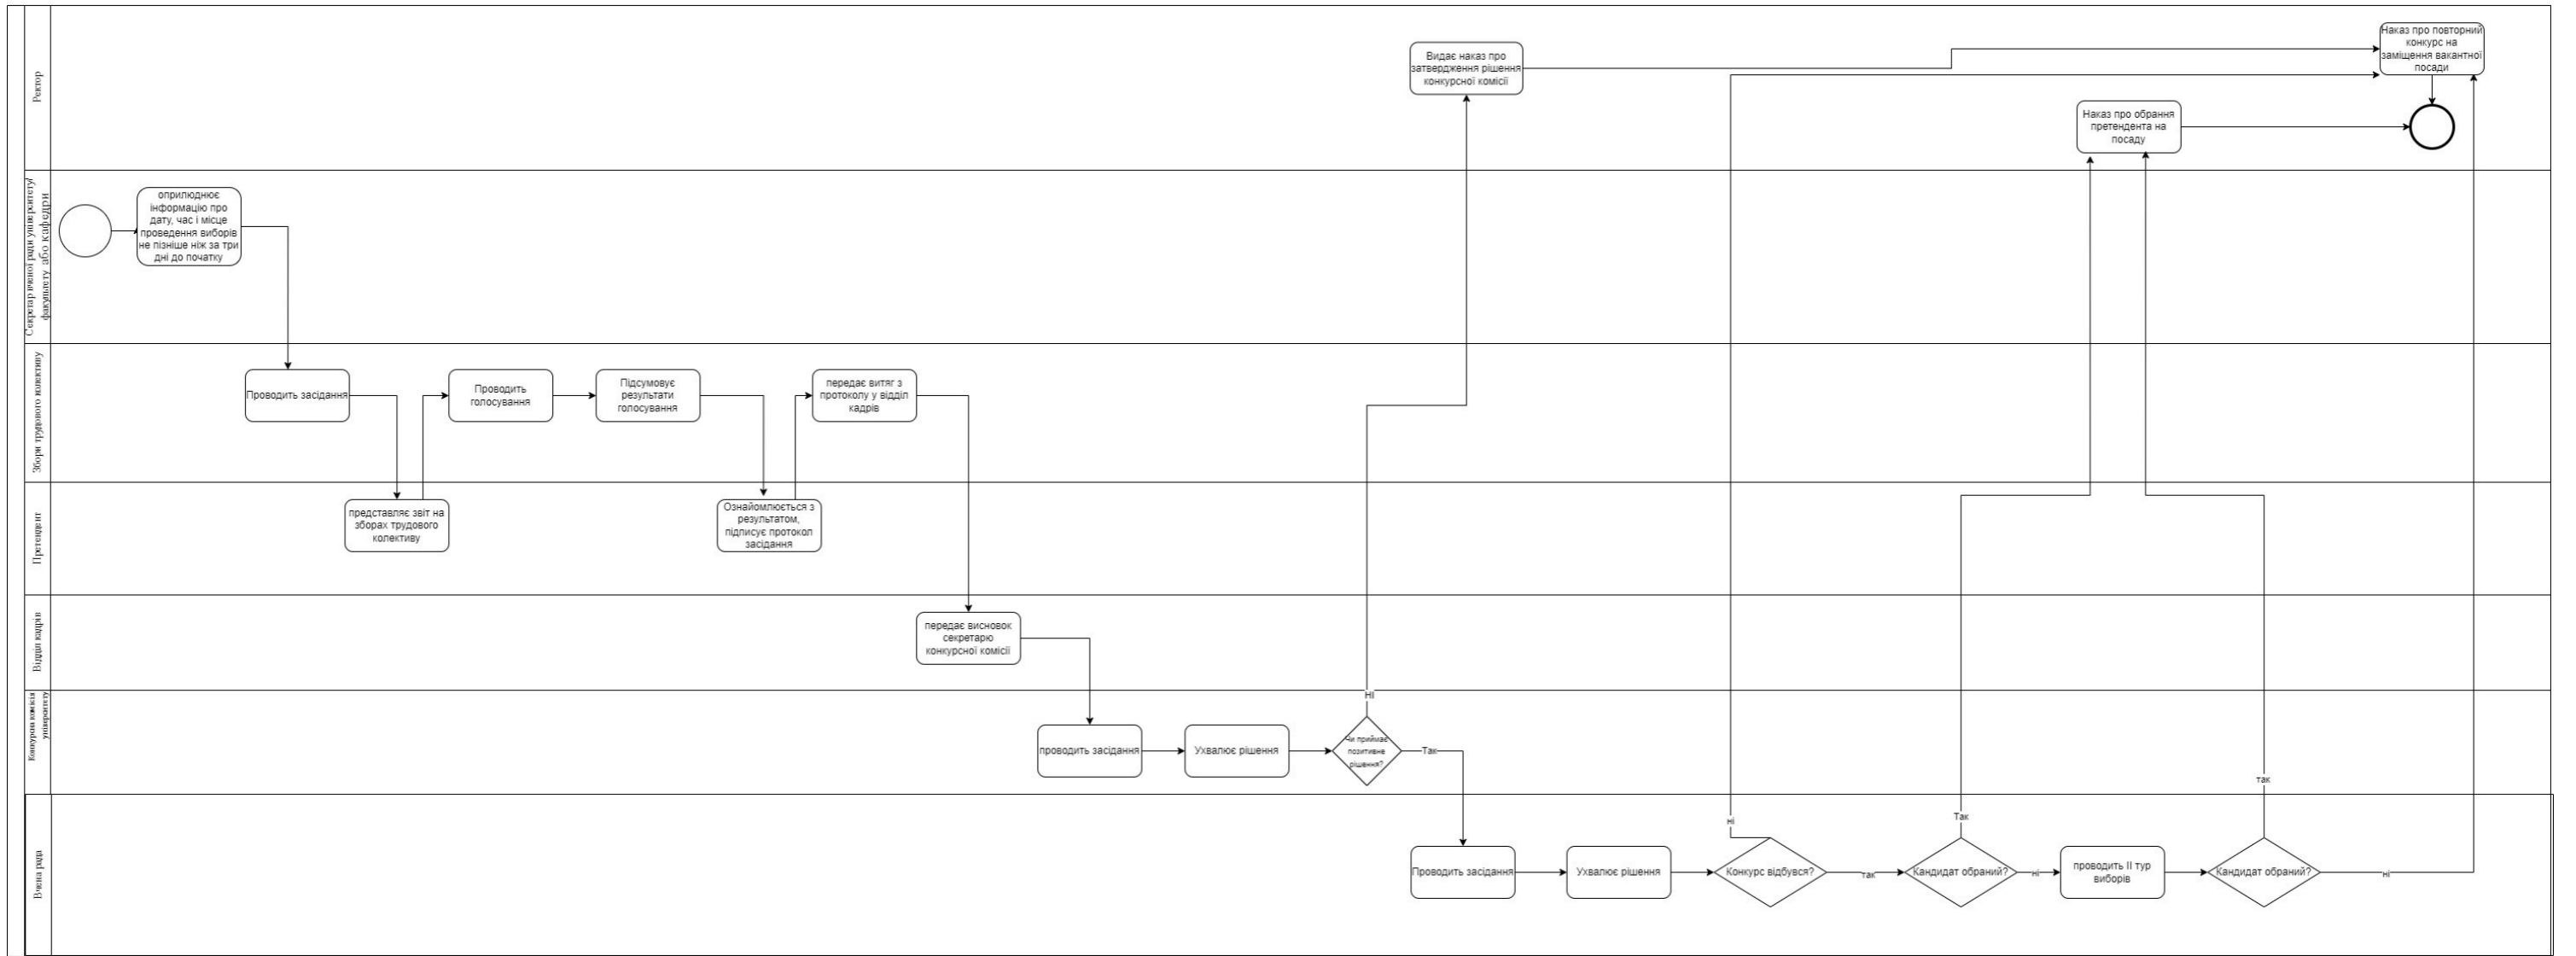 Ректор
Видає наказ про
затвердження рішення
конкурсної комісії
Наказ про повторний
конкурс на
заміщення вакантної
посади
Наказ про обрання
претендента на
посаду
Секретар вченої ради університету/
факультету або кафедри
оприлюднює
інформацію про
дату, час і місце
проведення виборів
не пізніше ніж за три
дні до початку
Збори трудового колективу
Проводить засідання
Проводить
голосування
Підсумовує
результати
голосування
передає витяг з
протоколу у відділ
кадрів
Претендент
представляє звіт на
зборах трудового
колективу
Ознайомлюється з
результатом,
підписує протокол
засідання
Відділ кадрів
передає висновок
секретарю
конкурсної комісії
Конкурсна комісія
університету
проводить засідання
Ухвалює рішення
Чи приймає
позитивне
рішення?
НІ
Так
Вчена рада
Проводить засідання
Ухвалює рішення
Конкурс відбувся?
ні
так
Кандидат обраний?
Так
ні
проводить II тур
виборів
Кандидат обраний?
так
ні